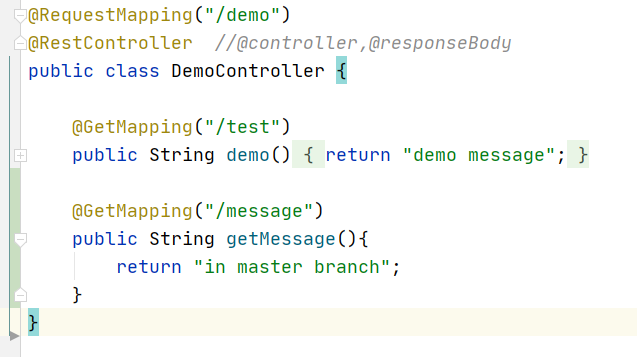 @RequestMapping("/demo")
@RestController  //@controller,@responseBody
public class DemoController {
@GetMapping("/test")
public String demo() { return "demo message"; }
@GetMapping("/message")
public String getMessage(){
return "in master branch";
}
}